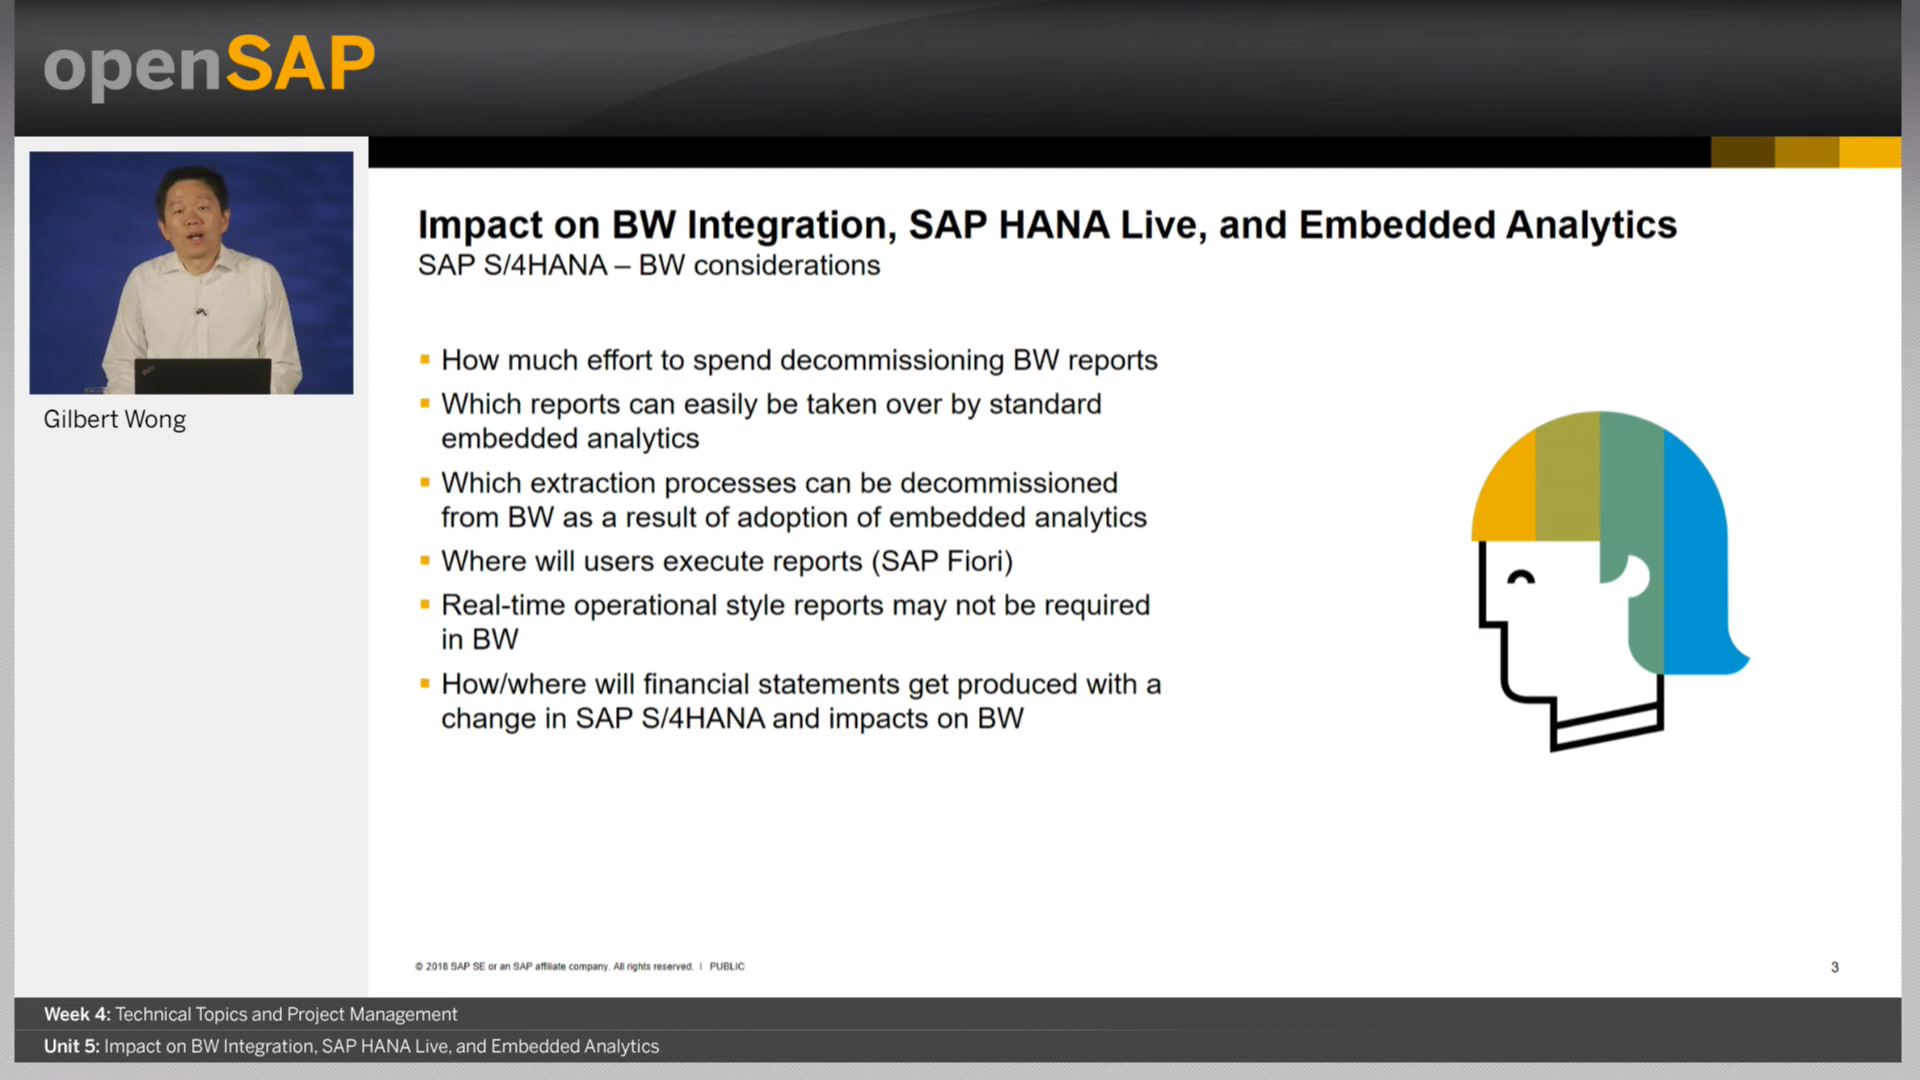 openSAP
Gilbert Wong
Impact on BW Integration, SAP HANA Live, and Embedded Analytics
SAP S/4HANA – BW considerations
▪ How much effort to spend decommissioning BW reports
▪ Which reports can easily be taken over by standard
embedded analytics
▪ Which extraction processes can be decommissioned
from BW as a result of adoption of embedded analytics
▪ Where will users execute reports (SAP Fiori)
▪ Real-time operational style reports may not be required
in BW
▪ How/where will financial statements get produced with a
change in SAP S/4HANA and impacts on BW
© 2018 SAP SE or an SAP affiliate company. All rights reserved. | PUBLIC
3
Week 4: Technical Topics and Project Management
Unit 5: Impact on BW Integration, SAP HANA Live, and Embedded Analytics